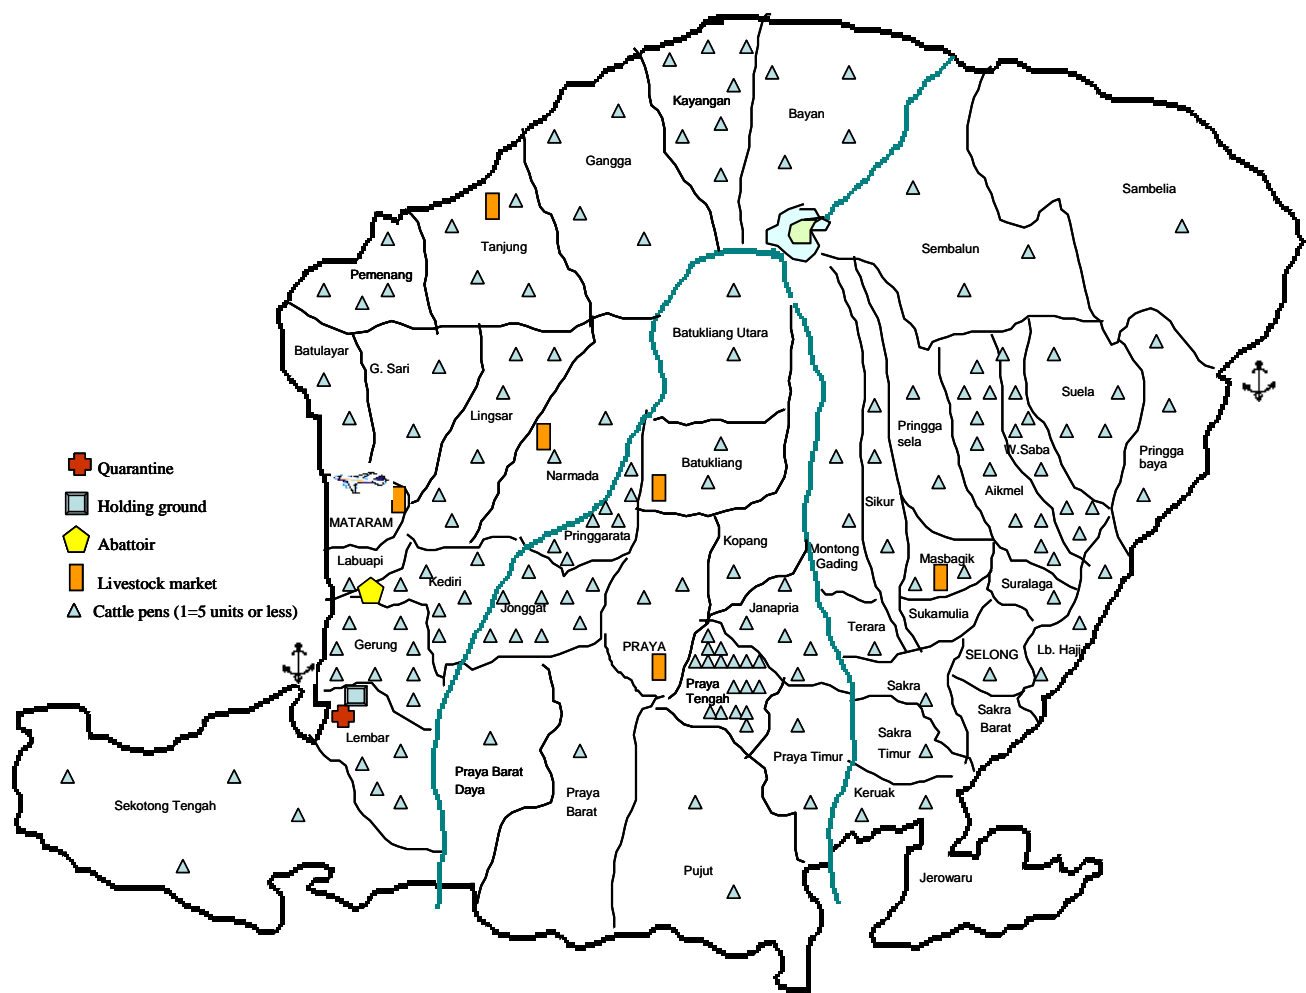 Kayangan
Bayan
Gangga
Sambelia
Tanjung
Sembalun
Pemenang
Batukliang Utara
Batulayar
G. Sari
Suela
Lingsar
Pringga
sela
W.Saba
Pringga
baya
Batukliang
Narmada
Aikmel
Sikur
Quarantine
Holding ground
Abattoir
Livestock market
Cattle pens (1=5 units or less)
MATARAM
Pringgarata
Kopang
Montong
Gading
Masbagik
Labuapi
Kediri
Suralaga
Jonggat
Janapria
Sukamulia
Terara
Gerung
PRAYA
SELONG
Lb. Haji
Praya
Tengah
Sakra
Sakra
Barat
Lembar
Sakra
Timur
Praya Timur
Praya Barat
Daya
Praya
Barat
Keruak
Sekotong Tengah
Pujut
Jerowaru